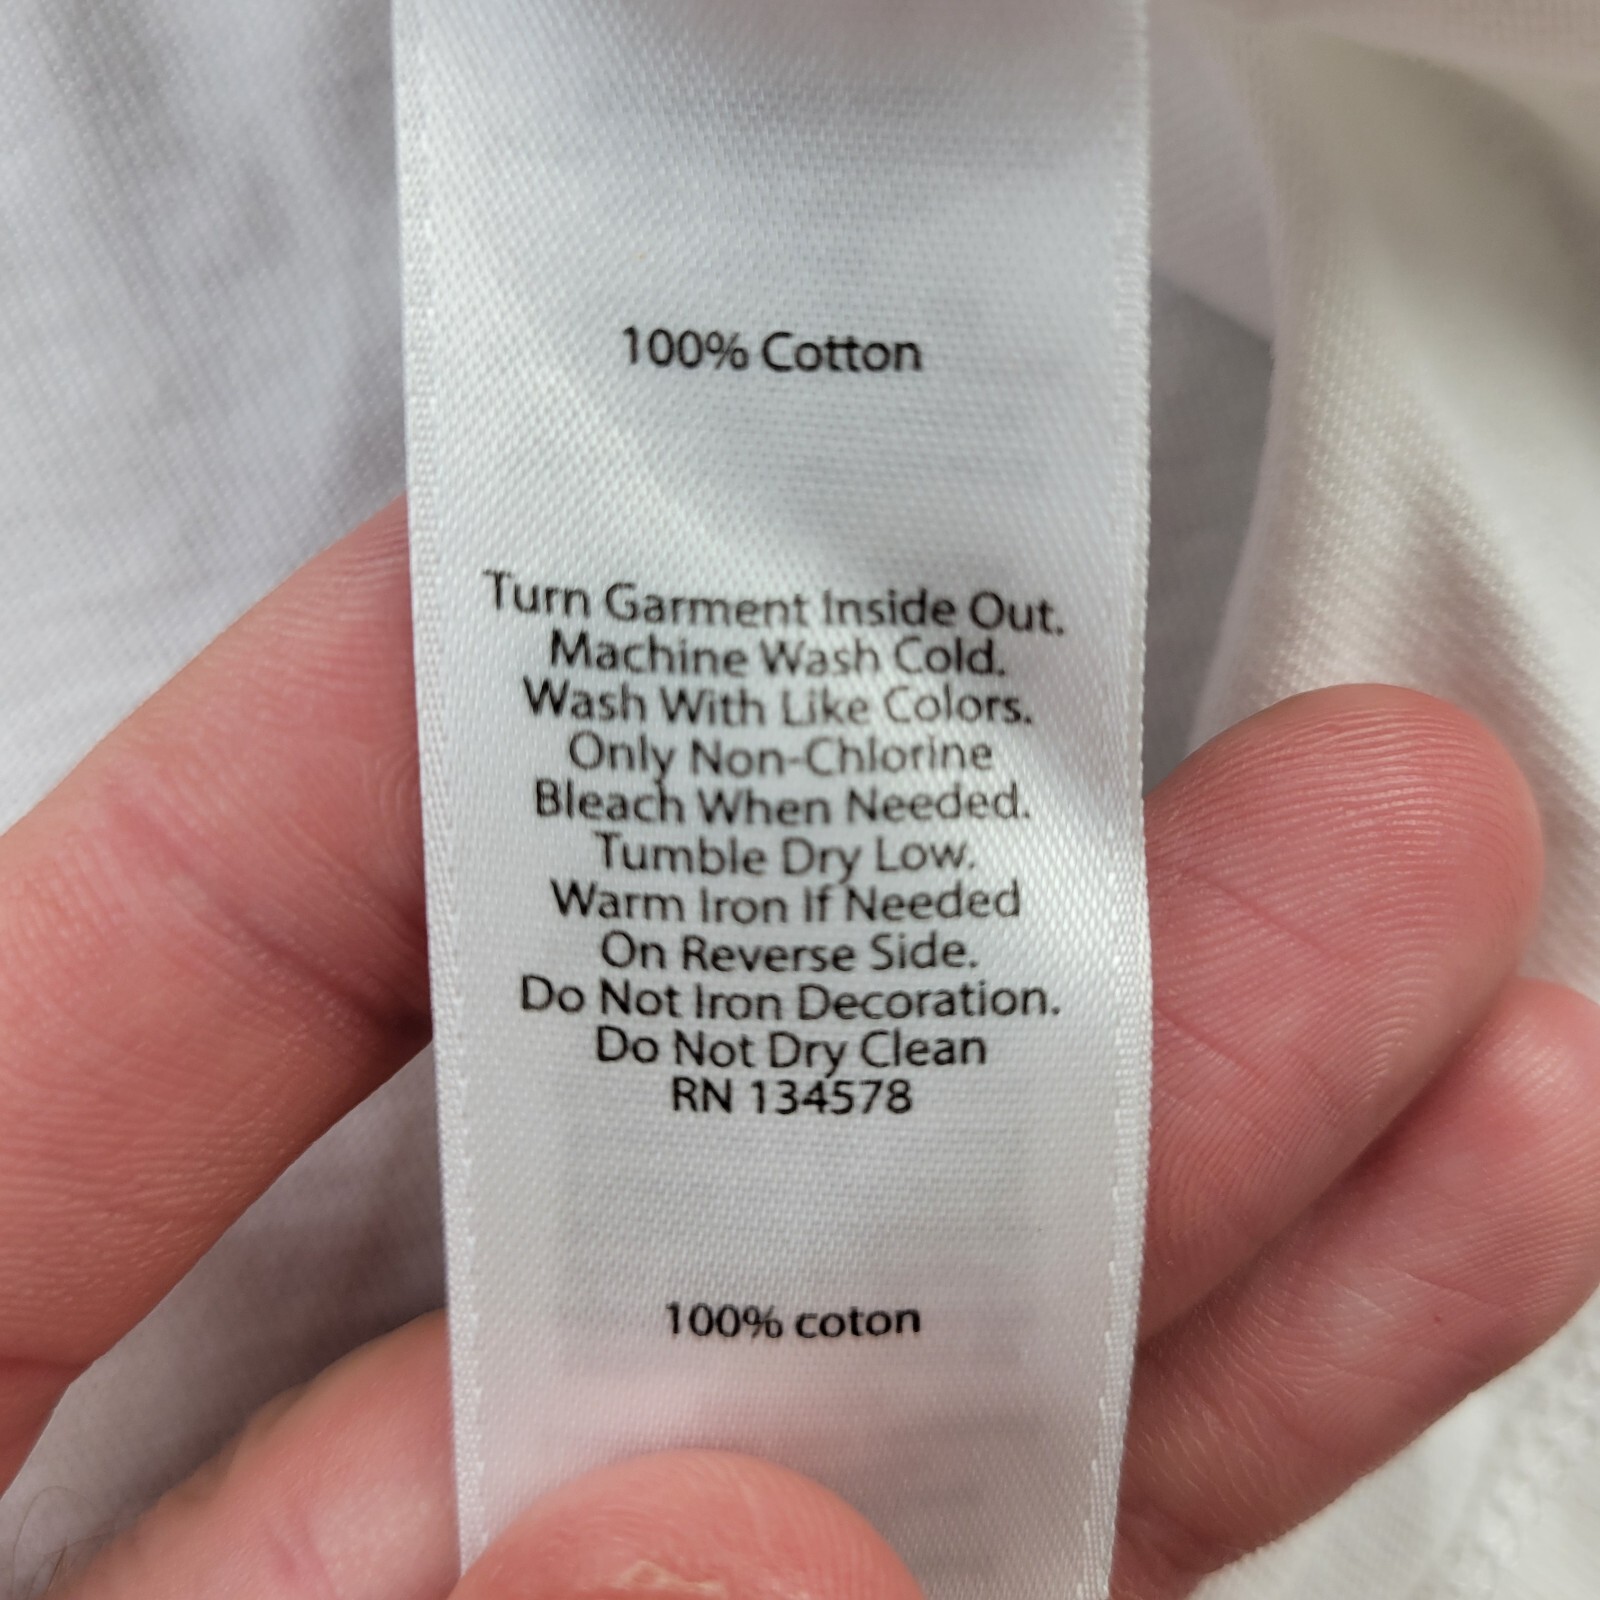 100% Cotton
Turn Garment Inside Out.
Machine Wash Cold.
Wash With Like Colors.
Only Non-Chlorine
Bleach When Needed.
Tumble Dry Low.
Warm Iron If Needed
On Reverse Side.
Do Not Iron Decoration.
Do Not Dry Clean
RN 134578
100% coton